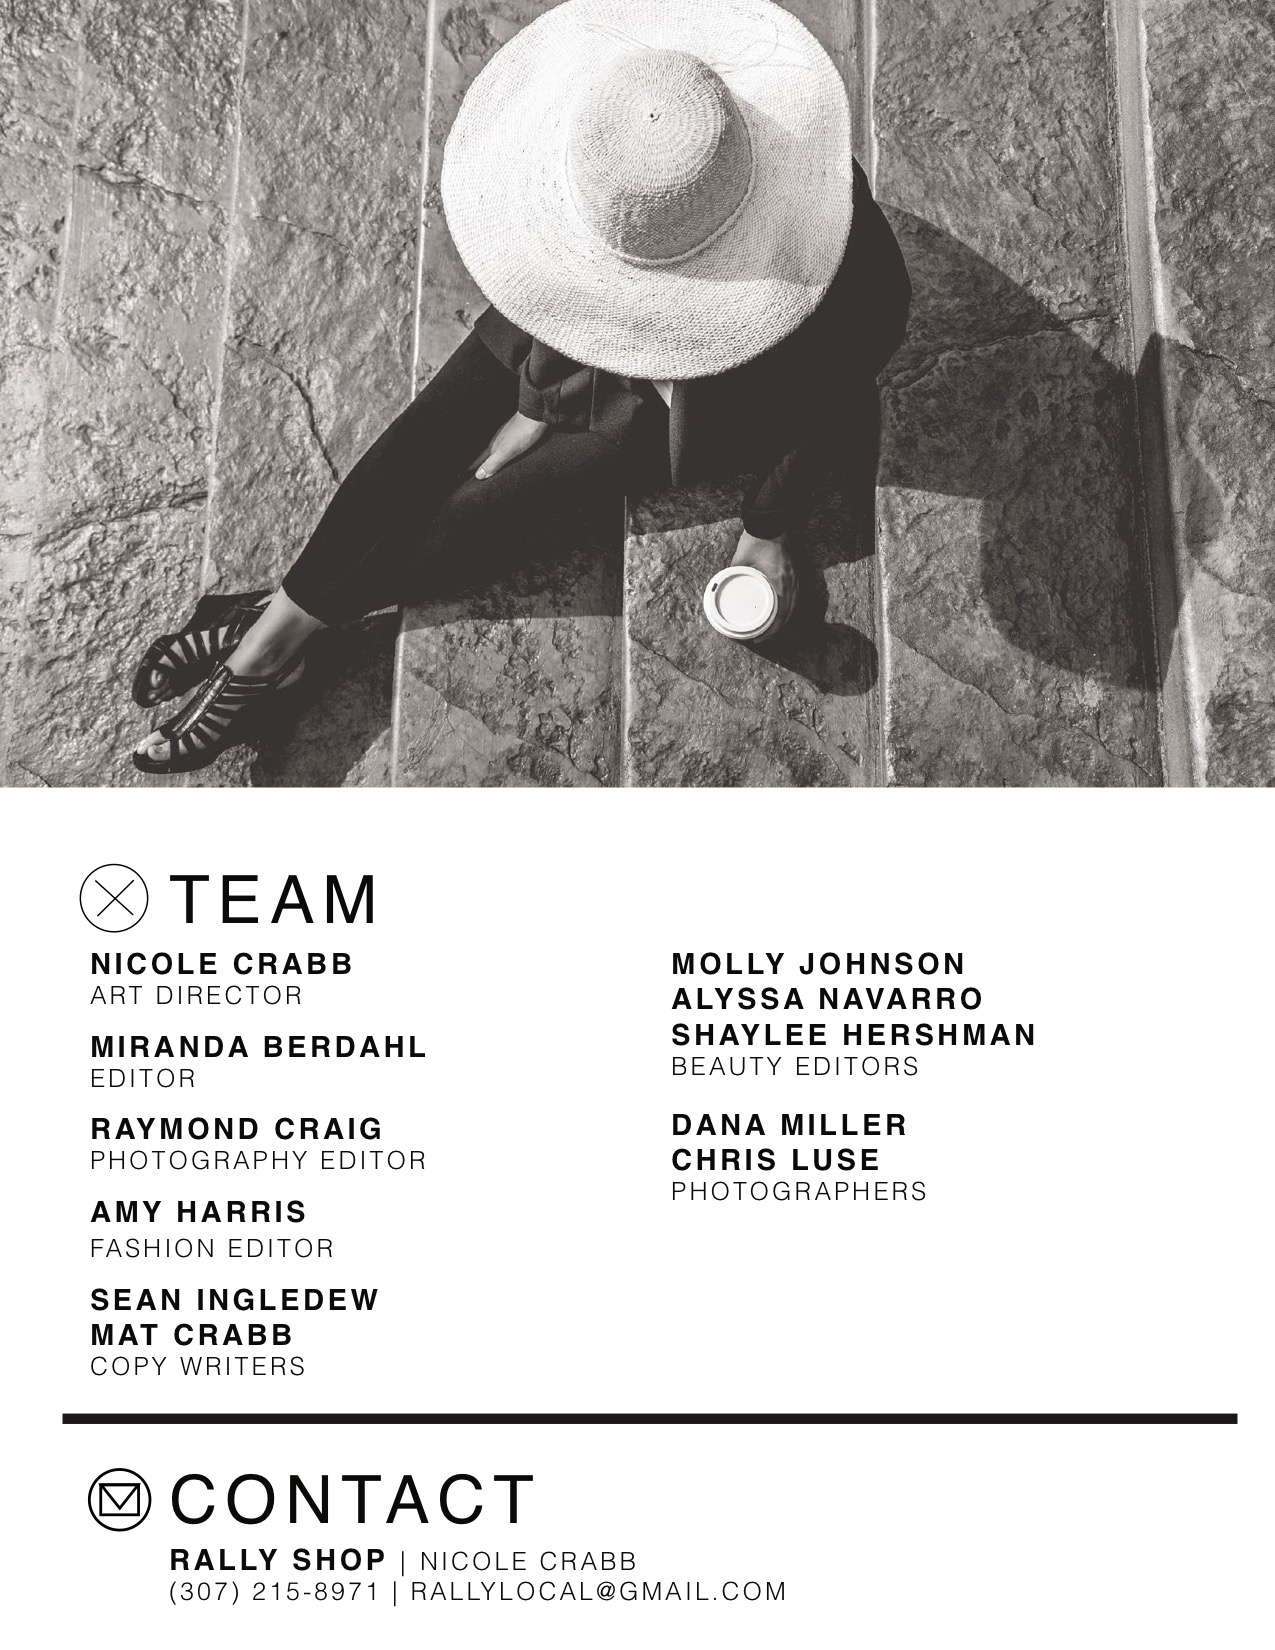 TEAM
NICOLE CRABB
ART DIRECTOR
MIRANDA BERDAHL
EDITOR
RAYMOND CRAIG
PHOTOGRAPHY EDITOR
AMY HARRIS
FASHION EDITOR
SEAN INGLEDEW
MAT CRABB
COPY WRITERS
MOLLY JOHNSON
ALYSSA NAVARRO
SHAYLEE HERSHMAN
BEAUTY EDITORS
DANA MILLER
CHRIS LUSE
PHOTOGRAPHERS
CONTACT
RALLY SHOP | NICOLE CRABB
(307) 215-8971 | RALLYLOCAL@GMAIL.COM